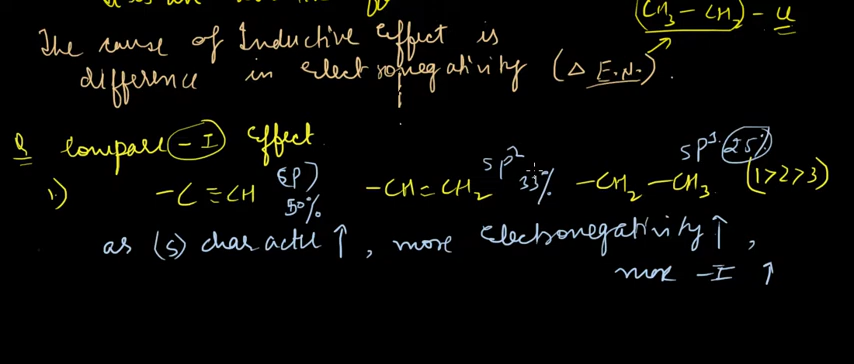 (CH3 - CH2) - Cl
The cause of Inductive Effect is
difference in Electronegativity (Δ E.N.).
Q Compare -I Effect
1.) -C≡CH (SP) 50% -CH=CH2 SP2 33% -CH2-CH3 SP3 25% (1>2>3)
as (s) character ↑, more Electronegativity ↑,
more -I ↑